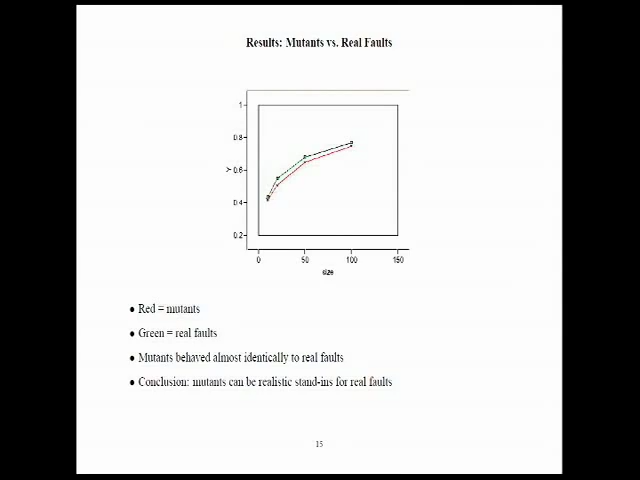 Results: Mutants vs. Real Faults
1
0.8
Y
0.6
0.4
0.2
0 50 100 150
size
● Red = mutants
● Green = real faults
● Mutants behaved almost identically to real faults
● Conclusion: mutants can be realistic stand-ins for real faults
15